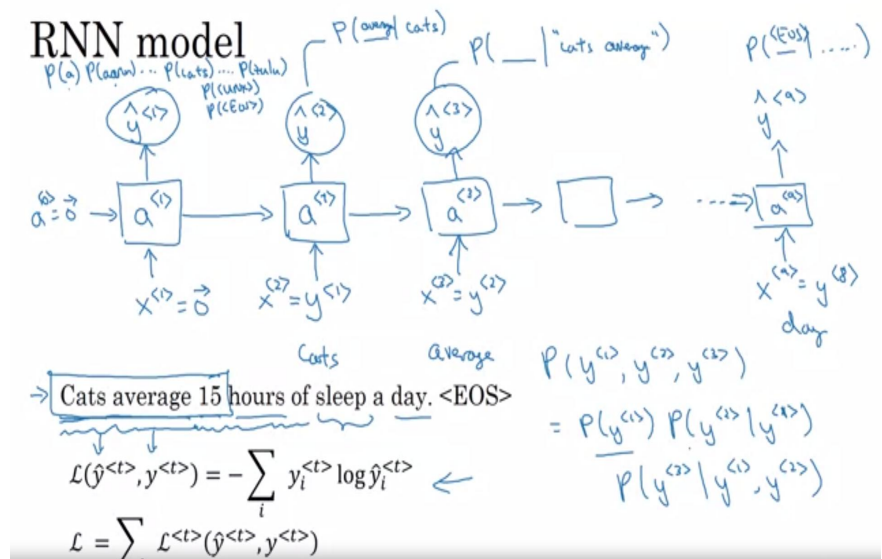 RNN model
P(a) P(aaron) ... P(cats) .... P(zulu)
P(<UNK>)
P(<EOS>)
P(average | cats)
P(__ | "cats average")
P(<EOS> | .....)
ŷ<1> ŷ<2> ŷ<3> ŷ<9>
a<0>=0⃗ → a<1> → a<2> → a<3> → → ...... → a<9>
x<1>=0⃗ x<2>=y<1> x<3>=y<2> x<9>=y<8>
Cats average day
→ Cats average 15 hours of sleep a day. <EOS>
P(y<1>, y<2>, y<3>)
= P(y<1>) P(y<2> | y<1>)
P(y<3> | y<1>, y<2>)
ℒ(ŷ<t>, y<t>) = − ∑ᵢ yᵢ<t> log ŷᵢ<t> ←
ℒ = ∑ ℒ<t>(ŷ<t>, y<t>)